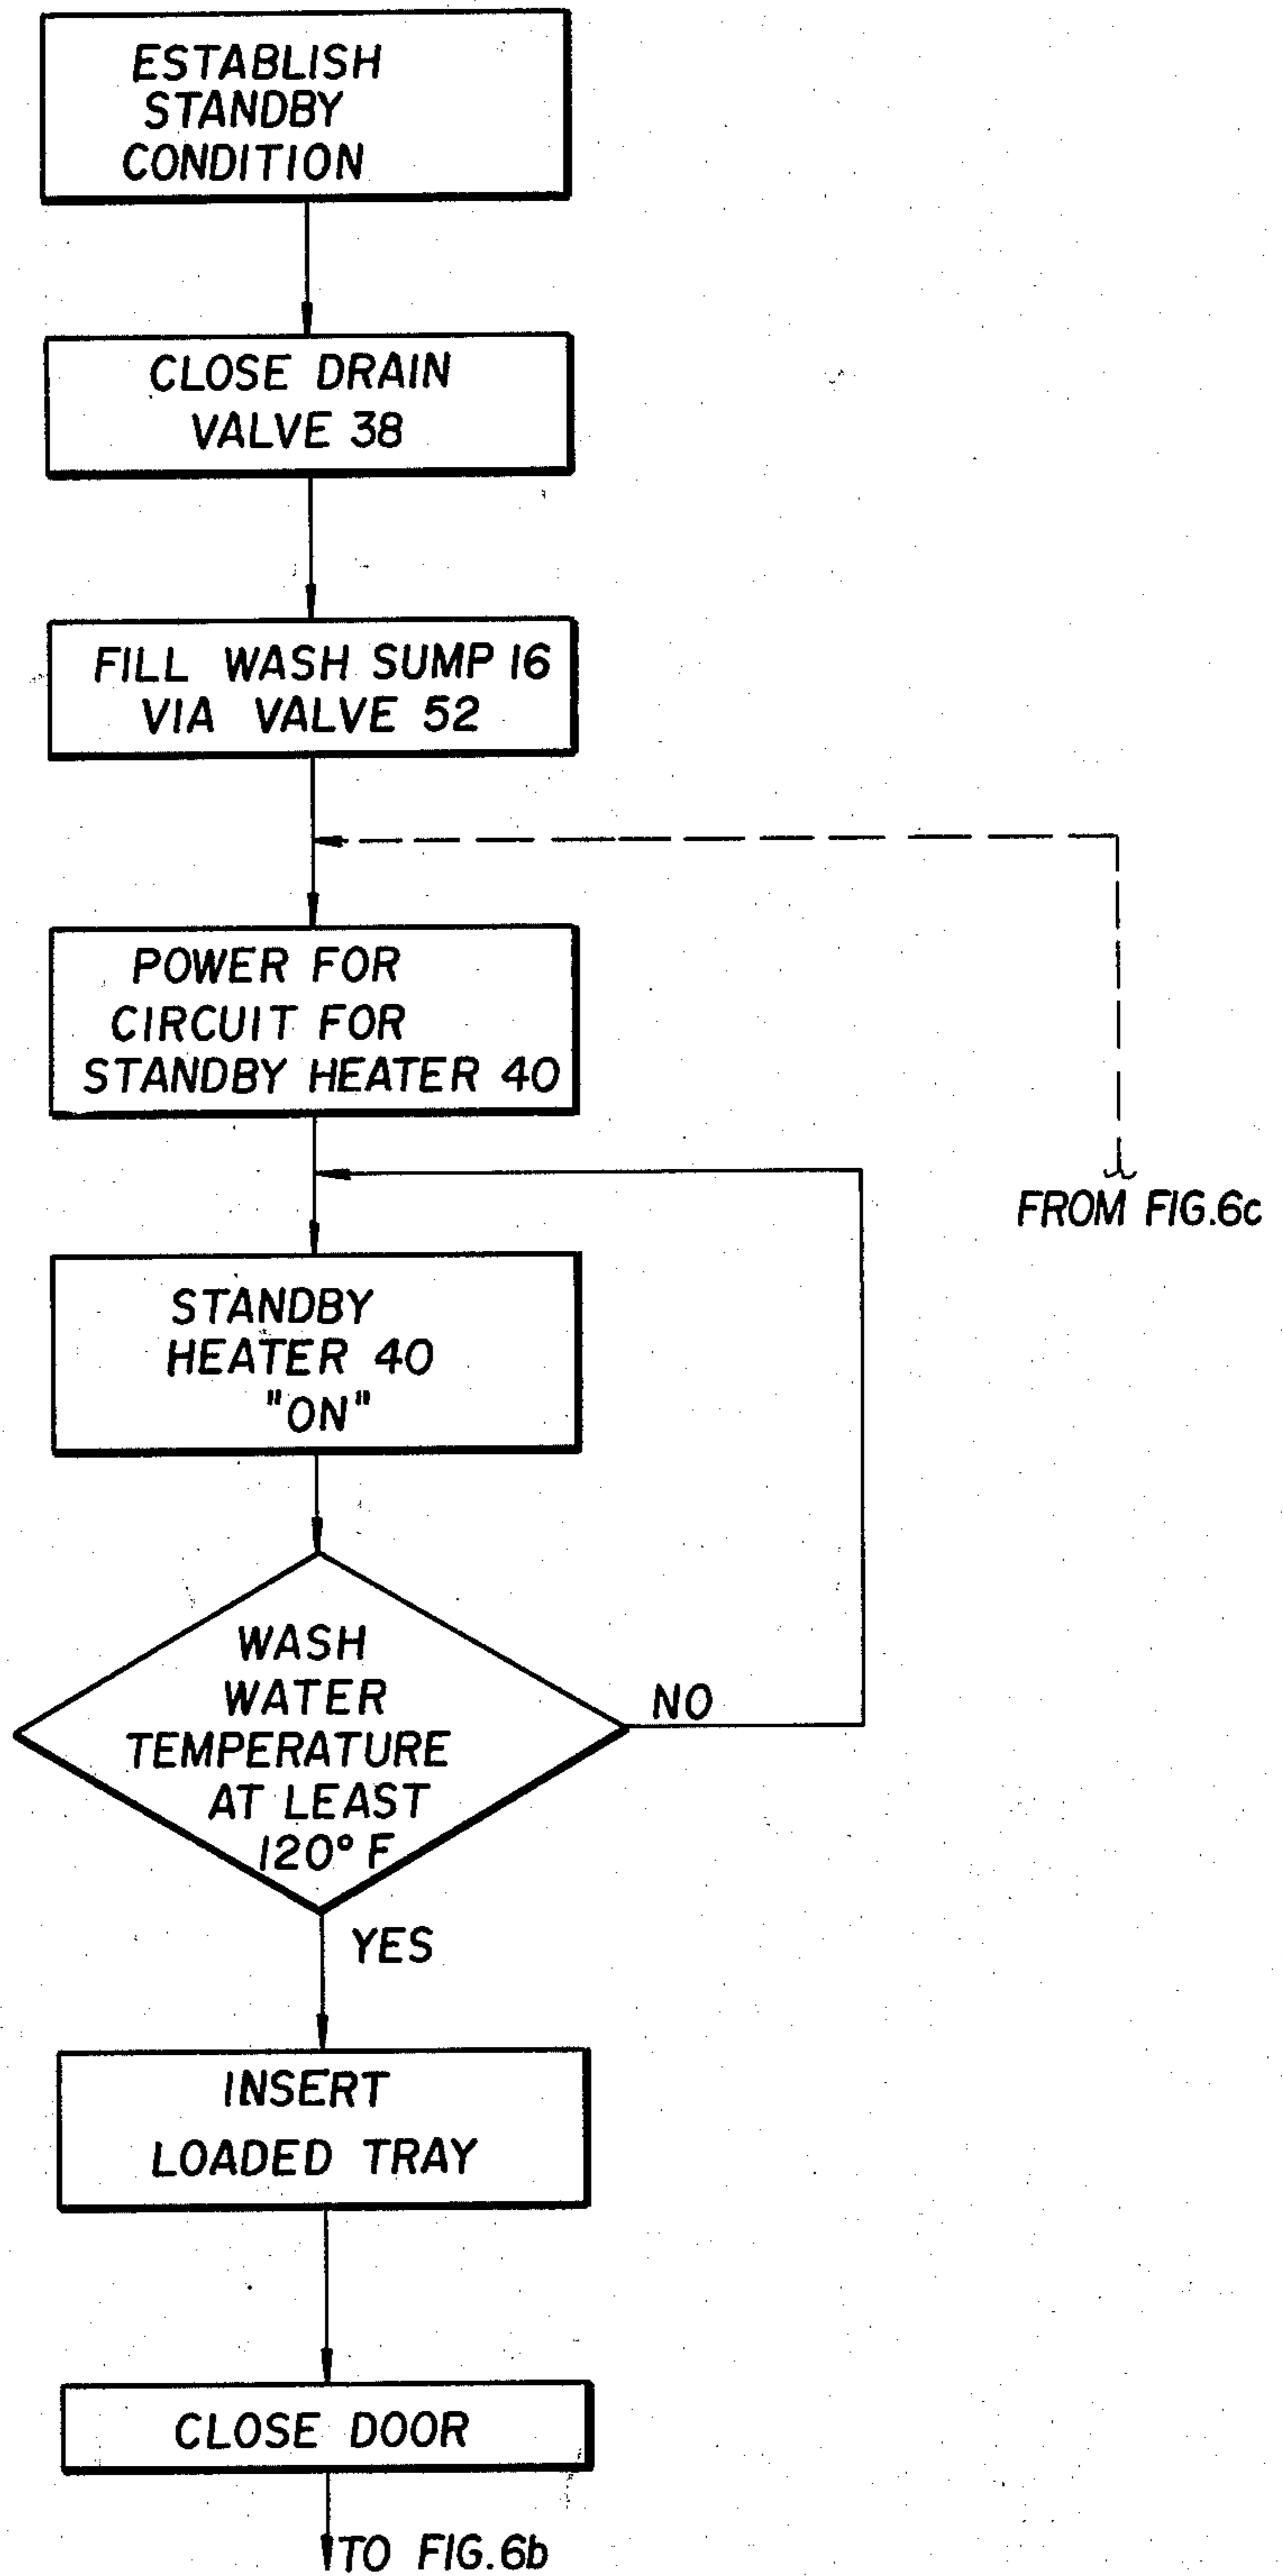 ESTABLISH
STANDBY
CONDITION
CLOSE DRAIN
VALVE 38
FILL WASH SUMP 16
VIA VALVE 52
POWER FOR
CIRCUIT FOR
STANDBY HEATER 40
FROM FIG.6c
STANDBY
HEATER 40
"ON"
WASH
WATER
TEMPERATURE
AT LEAST
120° F
NO
YES
INSERT
LOADED TRAY
CLOSE DOOR
TO FIG.6b